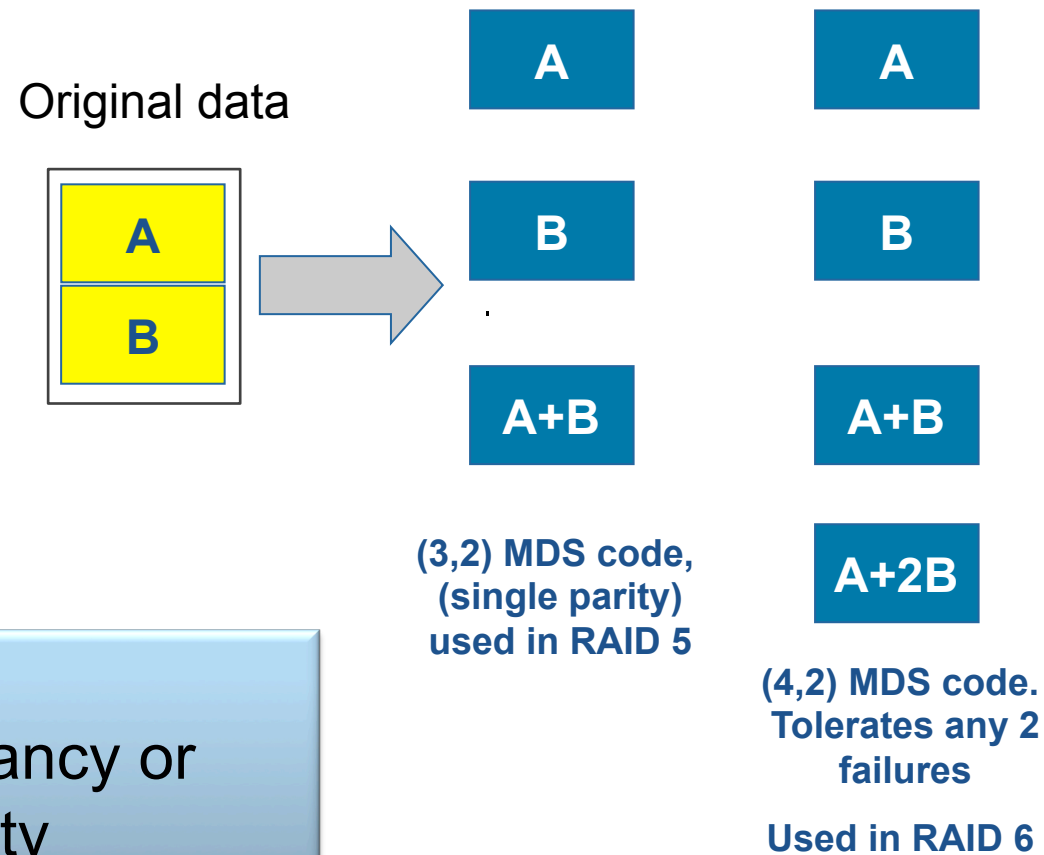 Original data
A
B
A
B
A+B
(3,2) MDS code,
(single parity)
used in RAID 5
A
B
A+B
A+2B
(4,2) MDS code.
Tolerates any 2
failures
Used in RAID 6
ancy or
ty